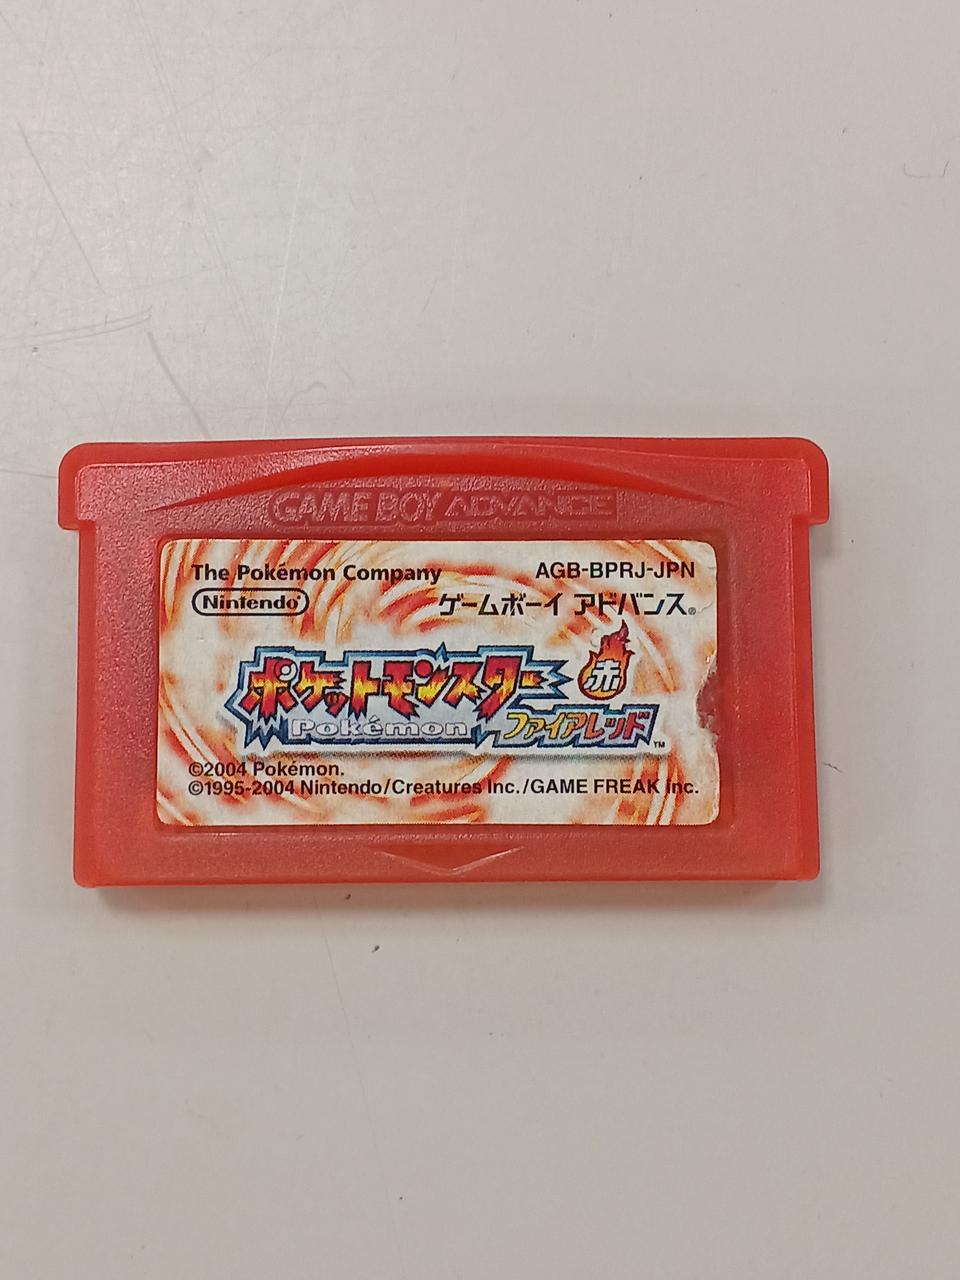 GAME BOY ADVANCE
The Pokémon Company AGB-BPRJ-JPN
Nintendo® ゲームボーイ アドバンス®
ポケットモンスター 赤
Pokémon ファイアレッド™
©2004 Pokémon.
©1995-2004 Nintendo/Creatures Inc./GAME FREAK inc.